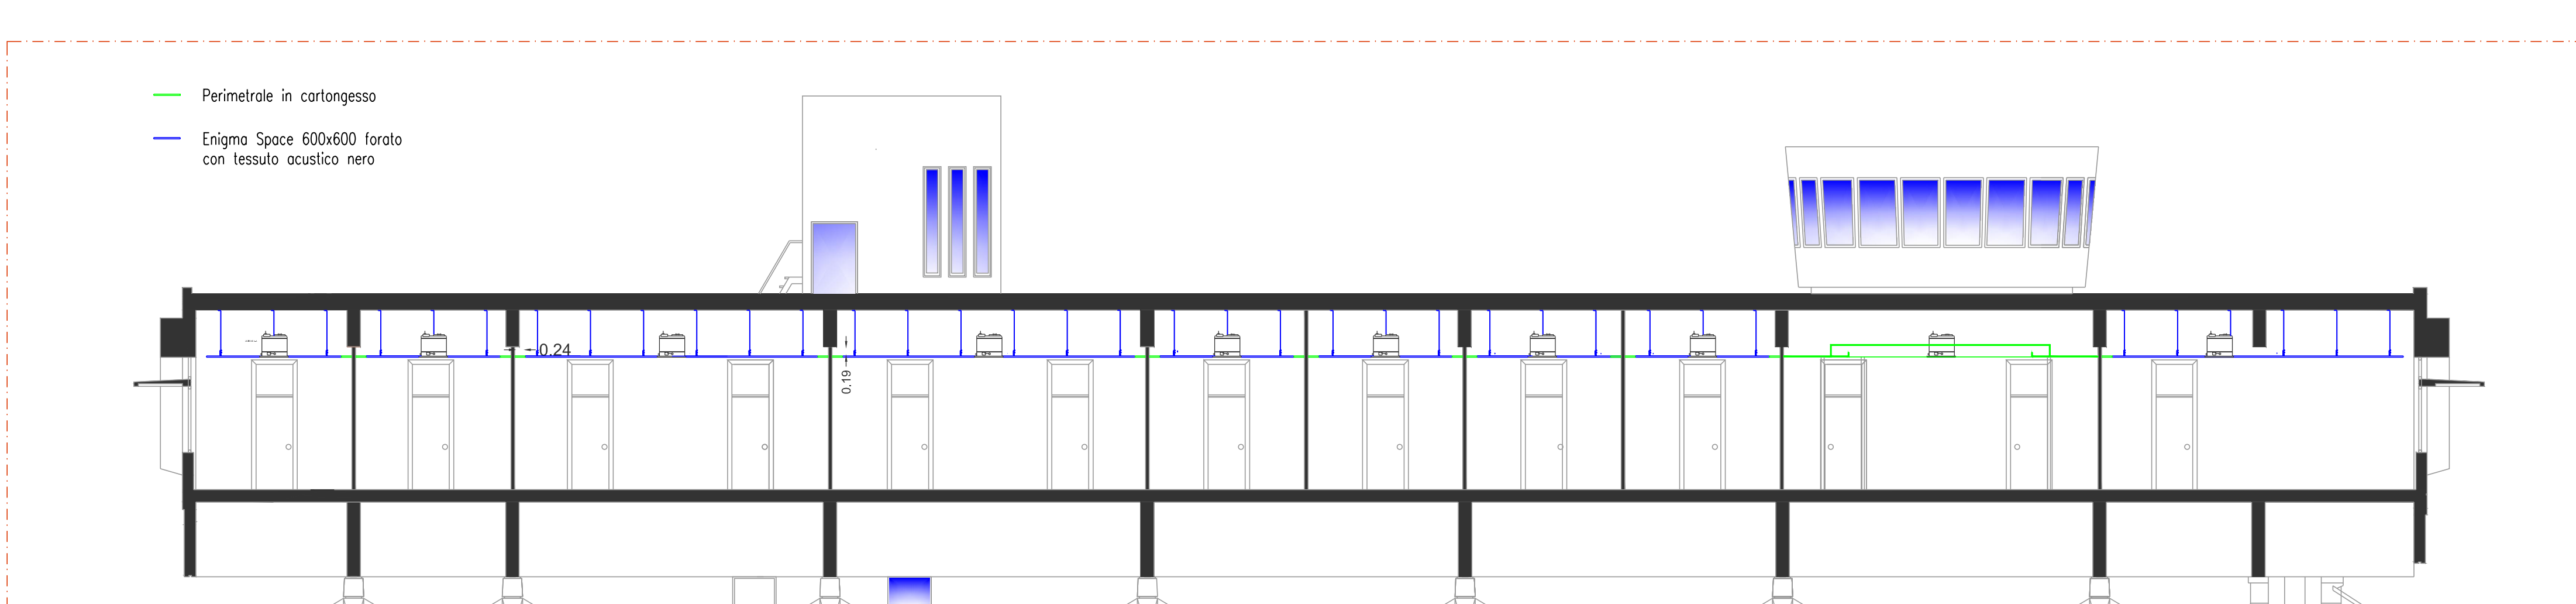 Perimetrale in cartongesso
Enigma Space 600x600 forato
con tessuto acustico nero
0.24
0.19